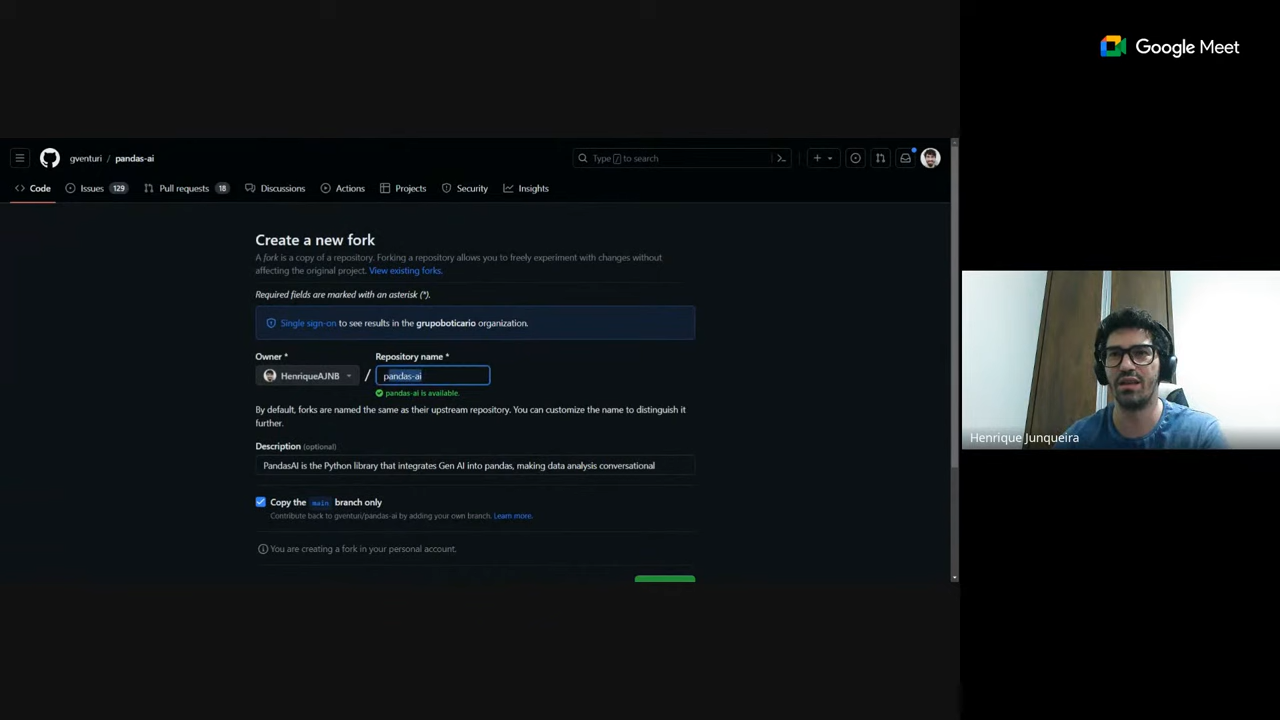 Google Meet
gventuri / pandas-ai
Type / to search
Code Issues 129 Pull requests 18 Discussions Actions Projects Security Insights
Create a new fork
A fork is a copy of a repository. Forking a repository allows you to freely experiment with changes without
affecting the original project. View existing forks.
Required fields are marked with an asterisk (*).
Single sign-on to see results in the grupoboticario organization.
Owner * Repository name *
HenriqueAJNB / pandas-ai
pandas-ai is available.
By default, forks are named the same as their upstream repository. You can customize the name to distinguish it
further.
Description (optional)
PandasAI is the Python library that integrates Gen AI into pandas, making data analysis conversational
Copy the main branch only
Contribute back to gventuri/pandas-ai by adding your own branch. Learn more.
You are creating a fork in your personal account.
Henrique Junqueira